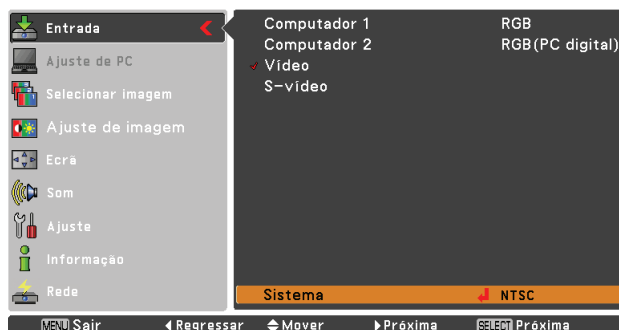 Entrada
Ajuste de PC
Selecionar imagem
Ajuste de imagem
Ecrã
Som
Ajuste
Informação
Rede
Computador 1 RGB
Computador 2 RGB(PC digital)
Vídeo
S-vídeo
Sistema NTSC
MENU Sair Regressar Mover Próxima SELECT Próxima